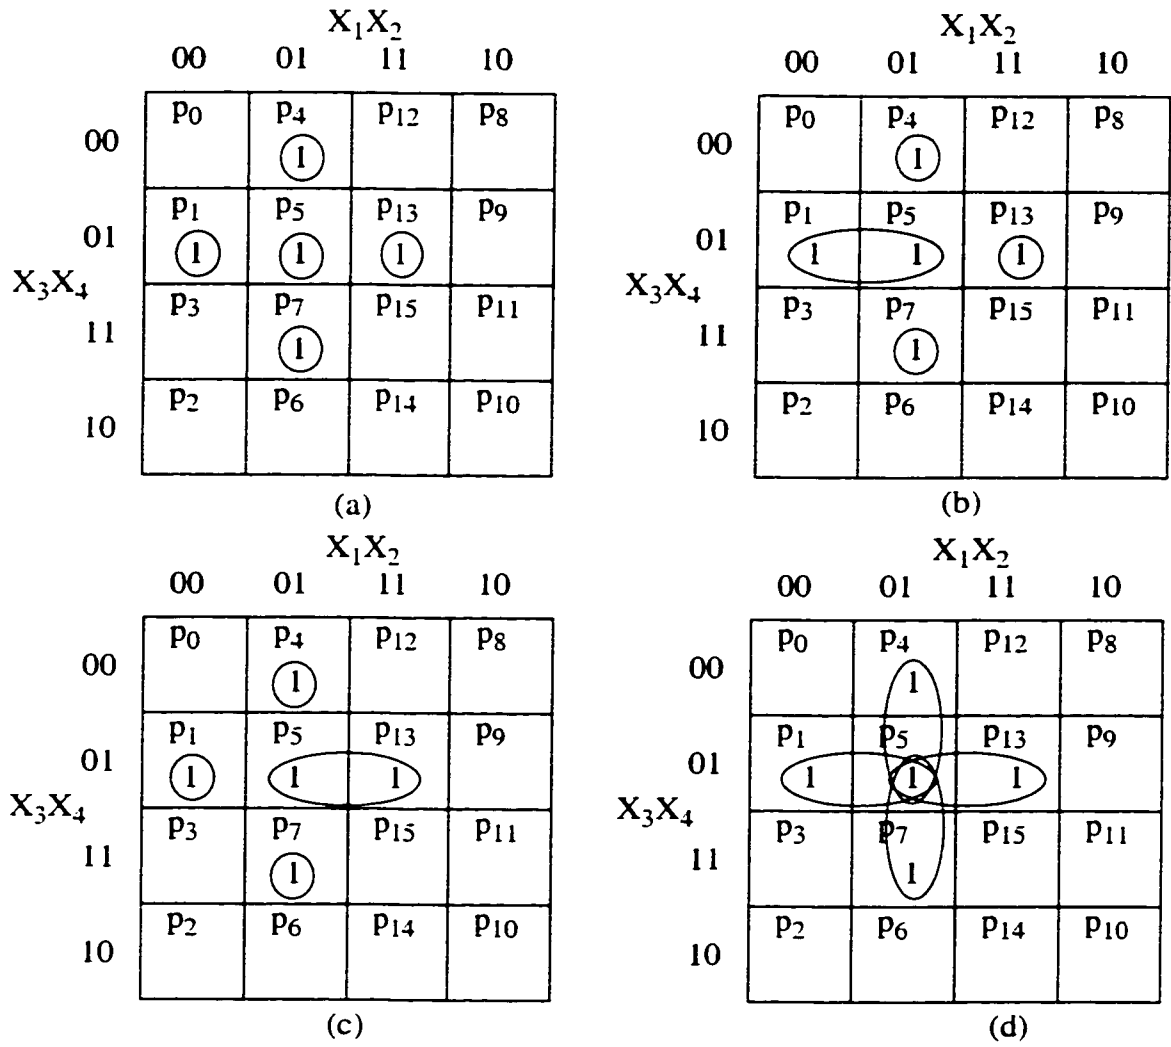 X₁X₂
00 01 11 10
p₀ p₄ p₁₂ p₈
00
1
p₁ p₅ p₁₃ p₉
01
1 1 1
X₃X₄
p₃ p₇ p₁₅ p₁₁
11
1
p₂ p₆ p₁₄ p₁₀
10
(a)
X₁X₂
00 01 11 10
p₀ p₄ p₁₂ p₈
00
1
p₁ p₅ p₁₃ p₉
01
1 1 1
X₃X₄
p₃ p₇ p₁₅ p₁₁
11
1
p₂ p₆ p₁₄ p₁₀
10
(b)
X₁X₂
00 01 11 10
p₀ p₄ p₁₂ p₈
00
1
p₁ p₅ p₁₃ p₉
01
1 1 1
X₃X₄
p₃ p₇ p₁₅ p₁₁
11
1
p₂ p₆ p₁₄ p₁₀
10
(c)
X₁X₂
00 01 11 10
p₀ p₄ p₁₂ p₈
00
1
p₁ p₅ p₁₃ p₉
01
1 1 1
X₃X₄
p₃ p₇ p₁₅ p₁₁
11
1
p₂ p₆ p₁₄ p₁₀
10
(d)